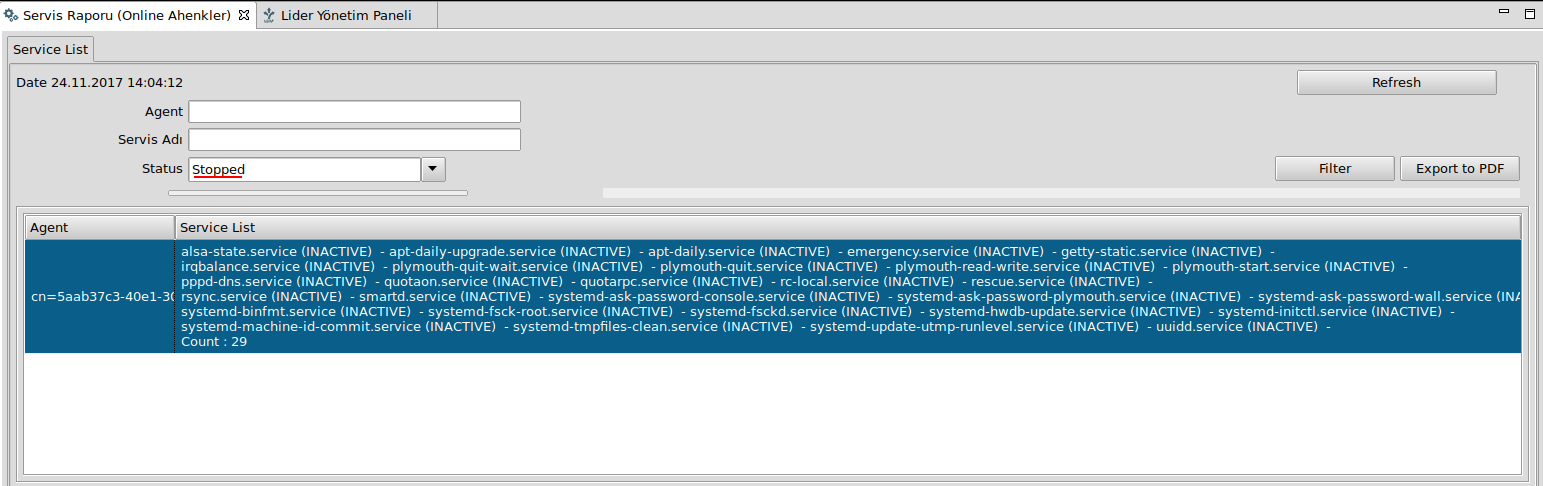 Servis Raporu (Online Ahenkler)
Lider Yönetim Paneli
Service List
Date 24.11.2017 14:04:12
Refresh
Agent
Servis Adı
Status Stopped
Filter Export to PDF
Agent Service List
alsa-state.service (INACTIVE) - apt-daily-upgrade.service (INACTIVE) - apt-daily.service (INACTIVE) - emergency.service (INACTIVE) - getty-static.service (INACTIVE) -
irqbalance.service (INACTIVE) - plymouth-quit-wait.service (INACTIVE) - plymouth-quit.service (INACTIVE) - plymouth-read-write.service (INACTIVE) - plymouth-start.service (INACTIVE) -
pppd-dns.service (INACTIVE) - quotaon.service (INACTIVE) - quotarpc.service (INACTIVE) - rc-local.service (INACTIVE) - rescue.service (INACTIVE) -
cn=5aab37c3-40e1-30 rsync.service (INACTIVE) - smartd.service (INACTIVE) - systemd-ask-password-console.service (INACTIVE) - systemd-ask-password-plymouth.service (INACTIVE) - systemd-ask-password-wall.service (INA
systemd-binfmt.service (INACTIVE) - systemd-fsck-root.service (INACTIVE) - systemd-fsckd.service (INACTIVE) - systemd-hwdb-update.service (INACTIVE) - systemd-initctl.service (INACTIVE) -
systemd-machine-id-commit.service (INACTIVE) - systemd-tmpfiles-clean.service (INACTIVE) - systemd-update-utmp-runlevel.service (INACTIVE) - uuidd.service (INACTIVE) -
Count : 29